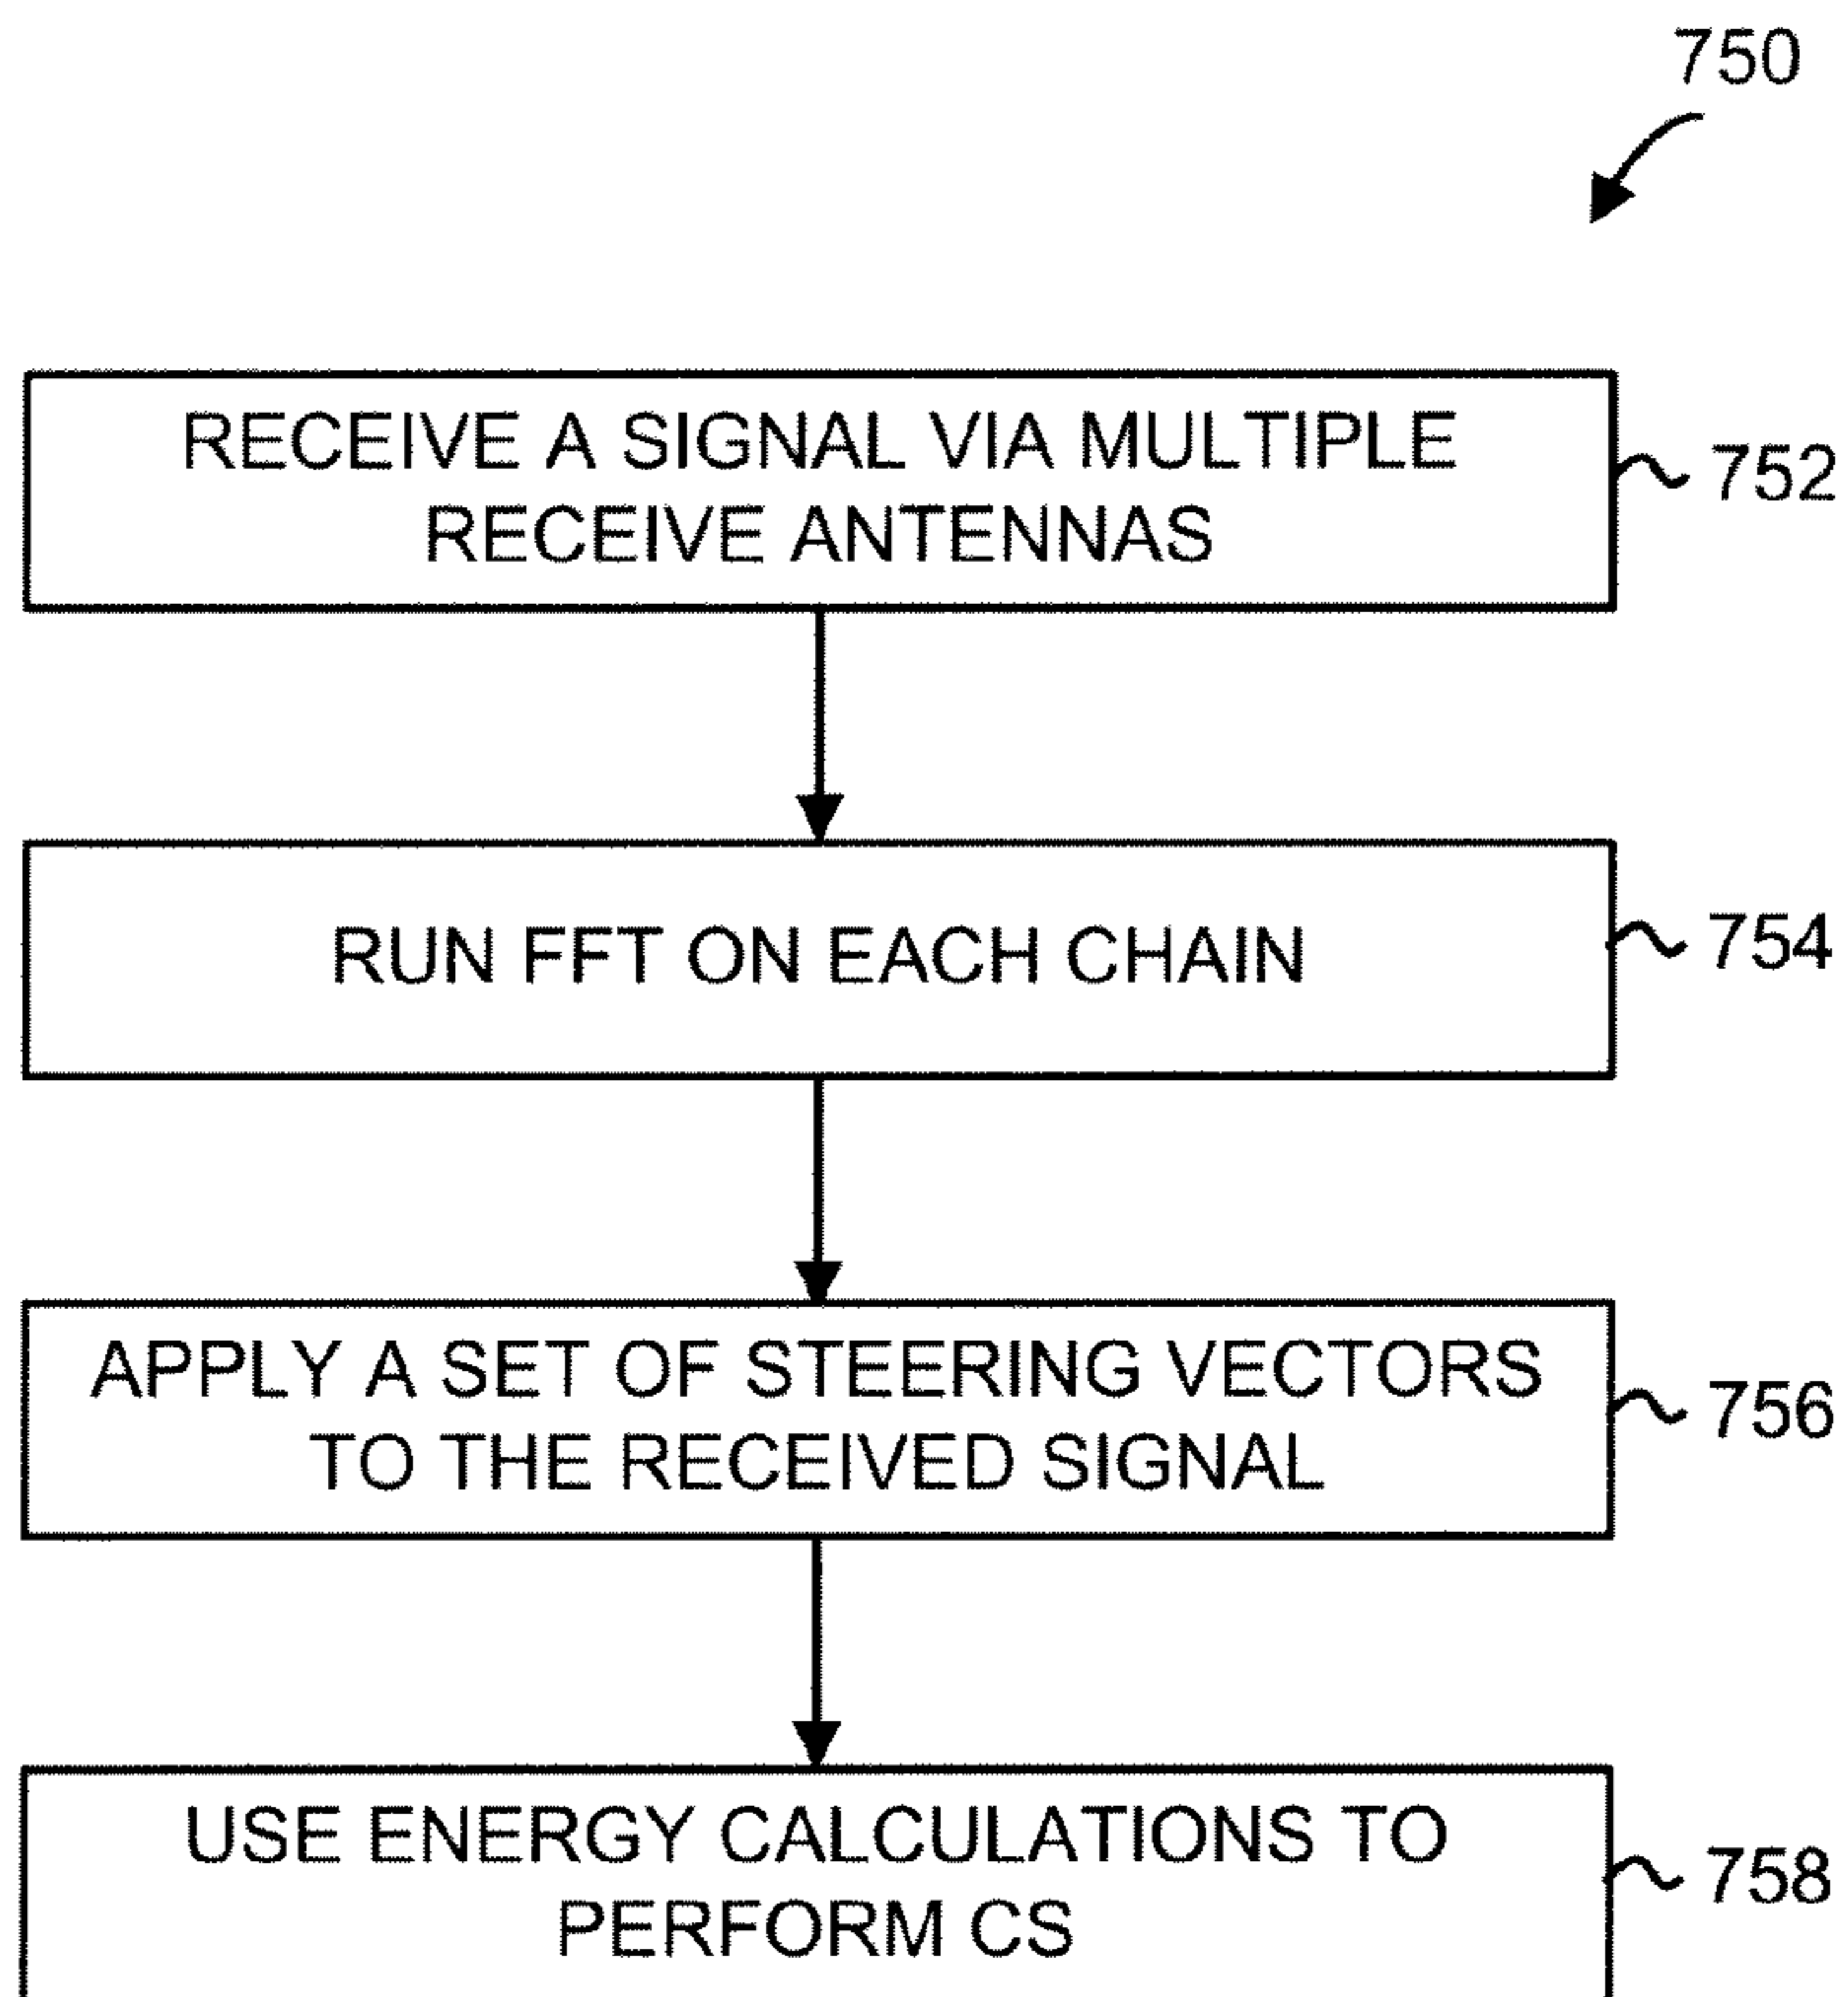 750
RECEIVE A SIGNAL VIA MULTIPLE
RECEIVE ANTENNAS
752
RUN FFT ON EACH CHAIN
754
APPLY A SET OF STEERING VECTORS
TO THE RECEIVED SIGNAL
756
USE ENERGY CALCULATIONS TO
PERFORM CS
758